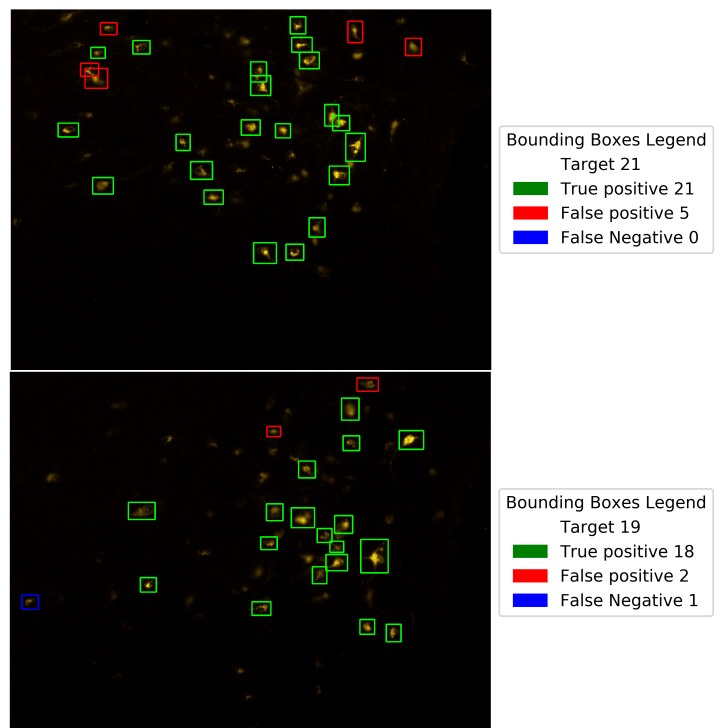 Bounding Boxes Legend
Target 21
True positive 21
False positive 5
False Negative 0
Bounding Boxes Legend
Target 19
True positive 18
False positive 2
False Negative 1